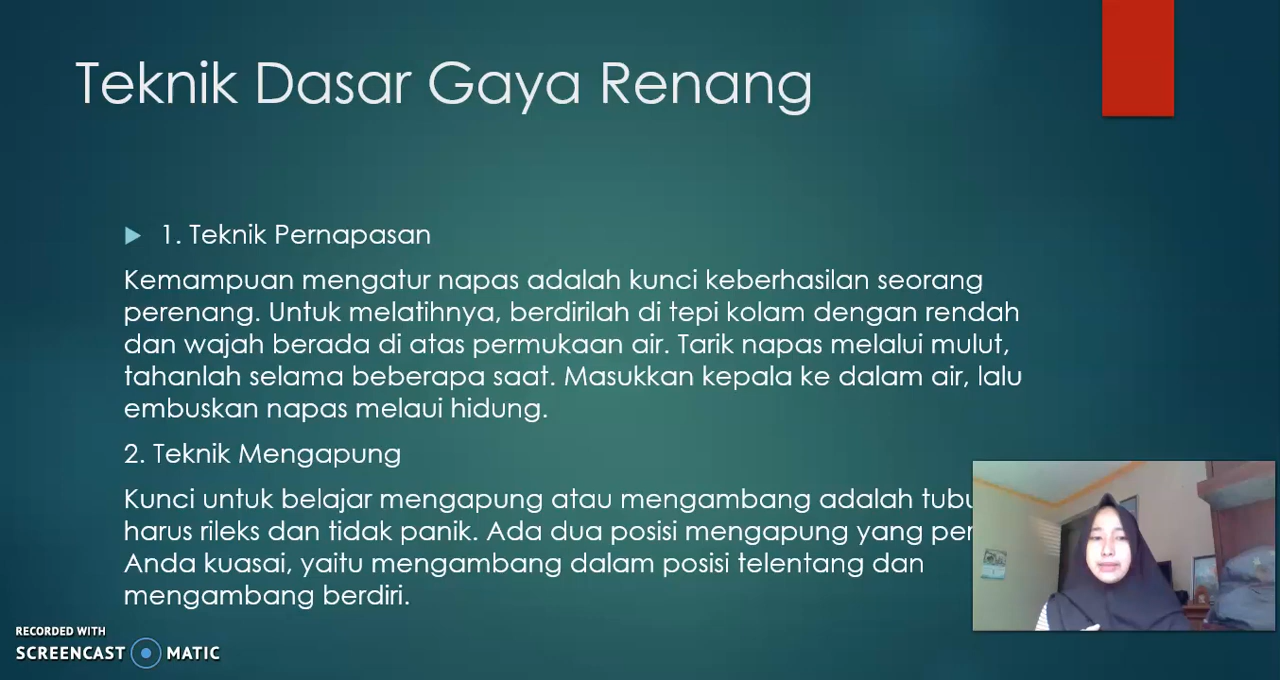 Teknik Dasar Gaya Renang
1. Teknik Pernapasan
Kemampuan mengatur napas adalah kunci keberhasilan seorang
perenang. Untuk melatihnya, berdirilah di tepi kolam dengan rendah
dan wajah berada di atas permukaan air. Tarik napas melalui mulut,
tahanlah selama beberapa saat. Masukkan kepala ke dalam air, lalu
embuskan napas melaui hidung.
2. Teknik Mengapung
Kunci untuk belajar mengapung atau mengambang adalah
harus rileks dan tidak panik. Ada dua posisi mengapung yang
Anda kuasai, yaitu mengambang dalam posisi telentang dan
mengambang berdiri.
RECORDED WITH
SCREENCAST MATIC